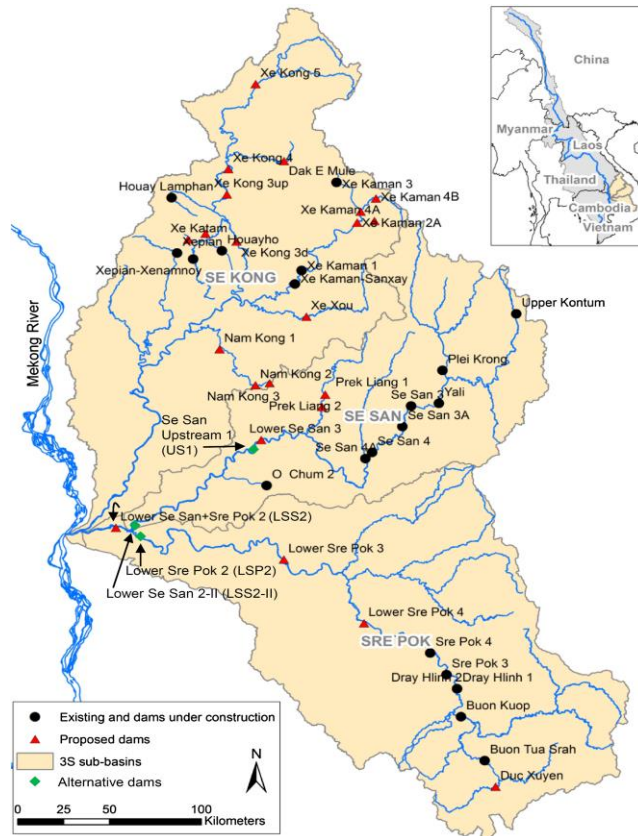 China
Myanmar
Laos
Thailand
Cambodia
Vietnam
Xe Kong 5
Xe Kong 4
Dak E Mule
Houay Lamphan
Xe Kong 3up
Xe Kaman 3
Xe Kaman 4B
Xe Kaman 4A
Xe Kaman 2A
Xe Katam
Xepian
Houayho
Xe Kong 3d
Xepian-Xenamnoy
SE KONG
Xe Kaman 1
Xe Kaman-Sanxay
Xe Xou
Upper Kontum
Mekong River
Nam Kong 1
Plei Krong
Nam Kong 2
Nam Kong 3
Prek Liang 1
Prek Liang 2
SE SAN
Se San 3
Yali
Se San 3A
Se San
Upstream 1
(US1)
Lower Se San 3
Se San 4
Se San 4A
O Chum 2
Lower Se San+Sre Pok 2 (LSS2)
Lower Sre Pok 2 (LSP2)
Lower Se San 2-II (LSS2-II)
Lower Sre Pok 3
Lower Sre Pok 4
SRE POK
Sre Pok 4
Sre Pok 3
Dray Hlinh 2
Dray Hlinh 1
Buon Kuop
Buon Tua Srah
Duc Xuyen
Existing and dams under construction
Proposed dams
3S sub-basins
Alternative dams
N
0 25 50 100
Kilometers